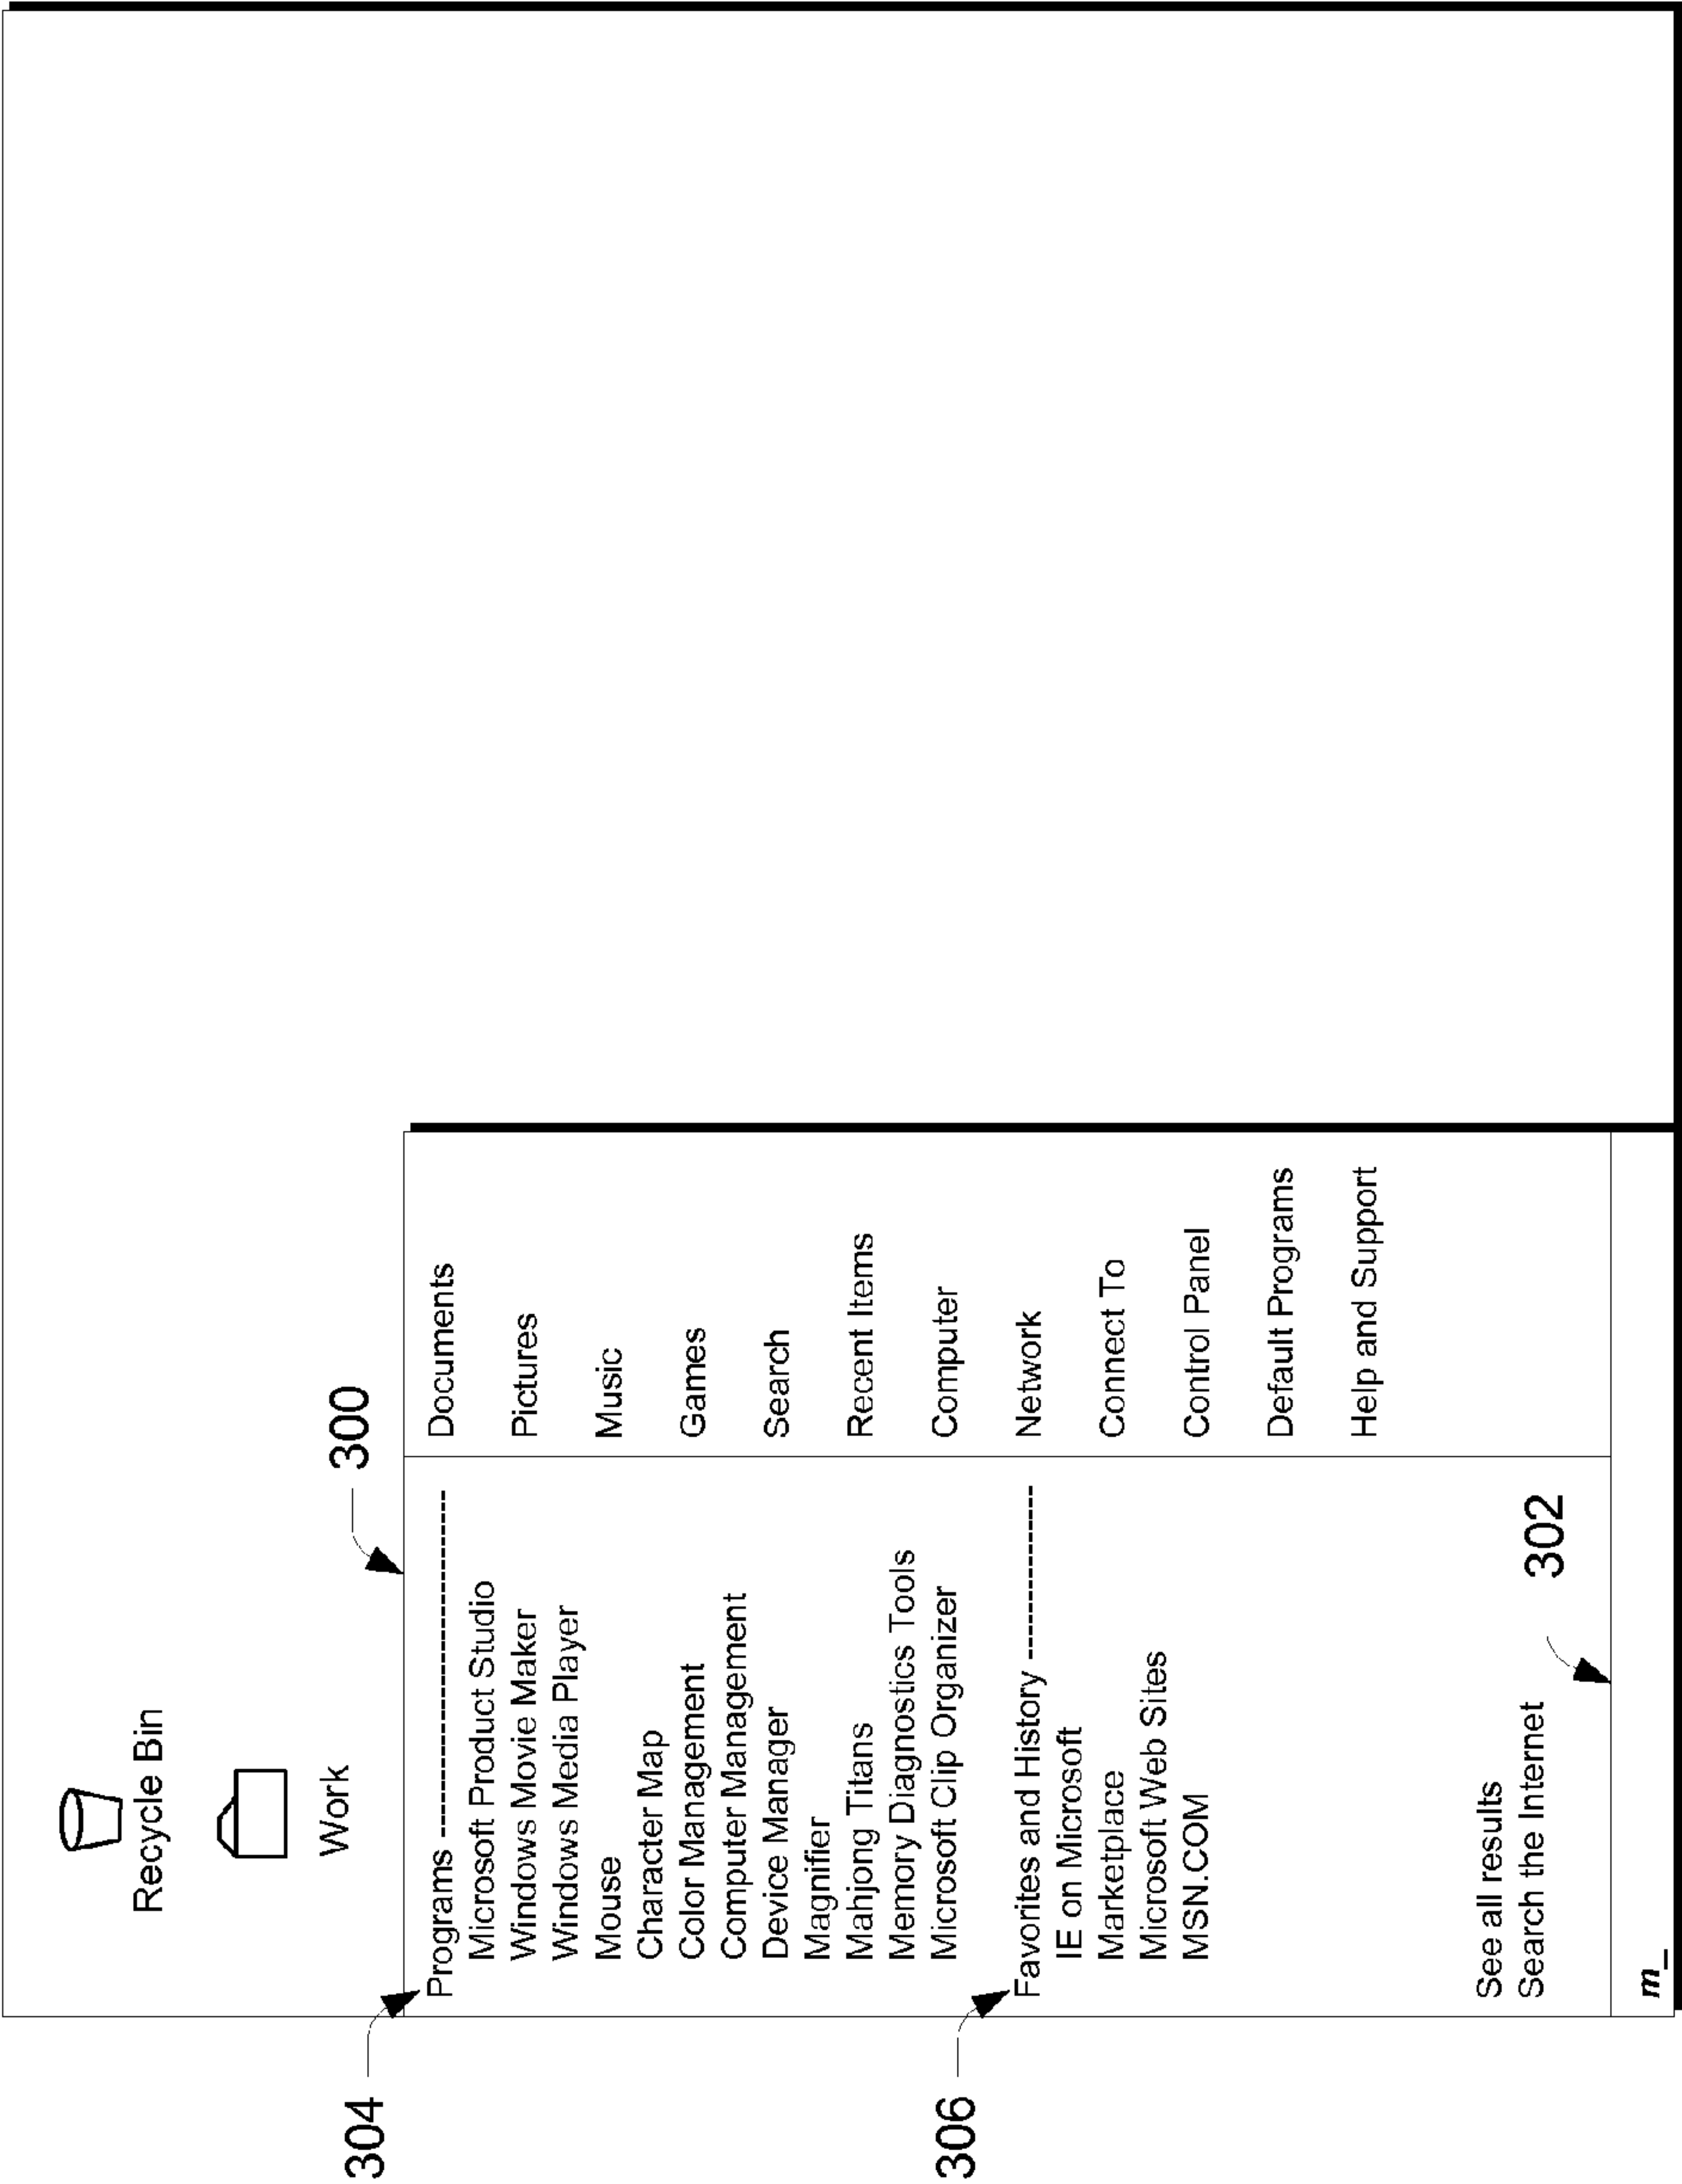 Recycle Bin
Work
300
304
Programs ------------------------------
Microsoft Product Studio
Windows Movie Maker
Windows Media Player
Mouse
Character Map
Color Management
Computer Management
Device Manager
Magnifier
Mahjong Titans
Memory Diagnostics Tools
Microsoft Clip Organizer
306
Favorites and History ---------------
IE on Microsoft
Marketplace
Microsoft Web Sites
MSN.COM
See all results
Search the Internet
302
m_
Documents
Pictures
Music
Games
Search
Recent Items
Computer
Network
Connect To
Control Panel
Default Programs
Help and Support